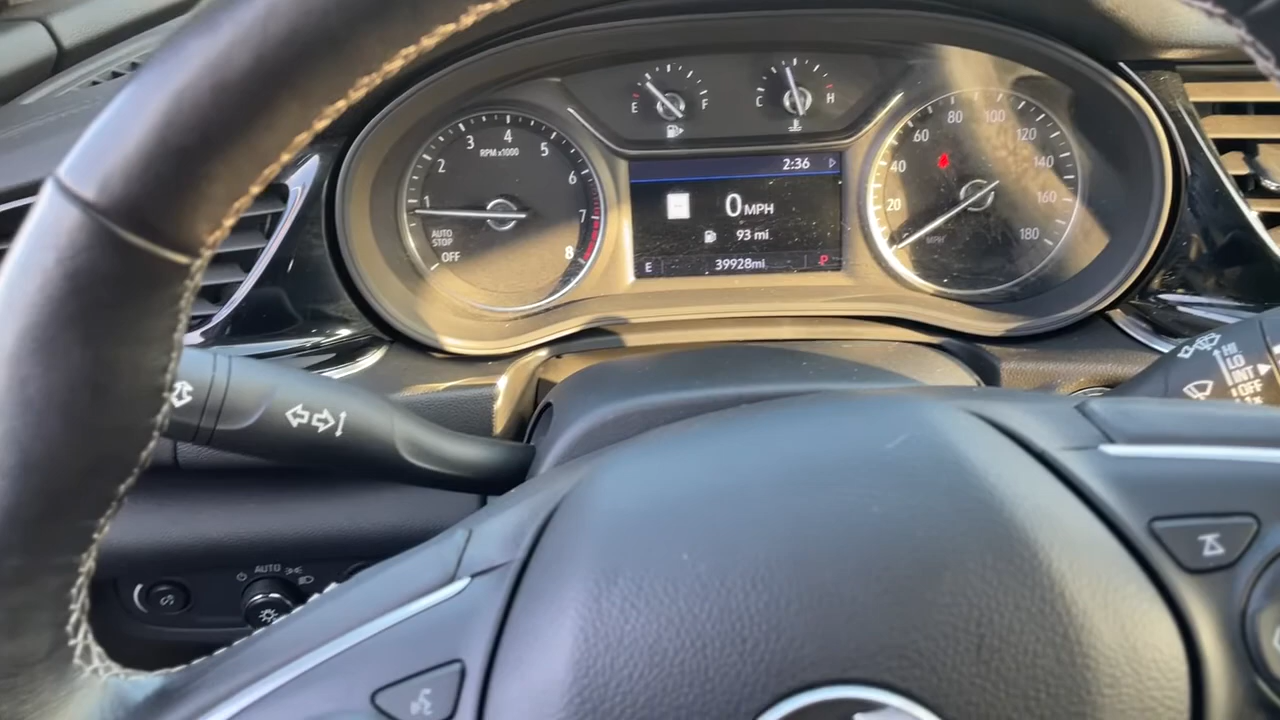 E F
C H
2:36
0 MPH
93 mi
E 39928mi P
RPM x1000
1 2 3 4 5 6 7 8
AUTO
STOP
OFF
20 40 60 80 100 120 140 160 180
MPH
HI
LO
INT
OFF
1x
AUTO